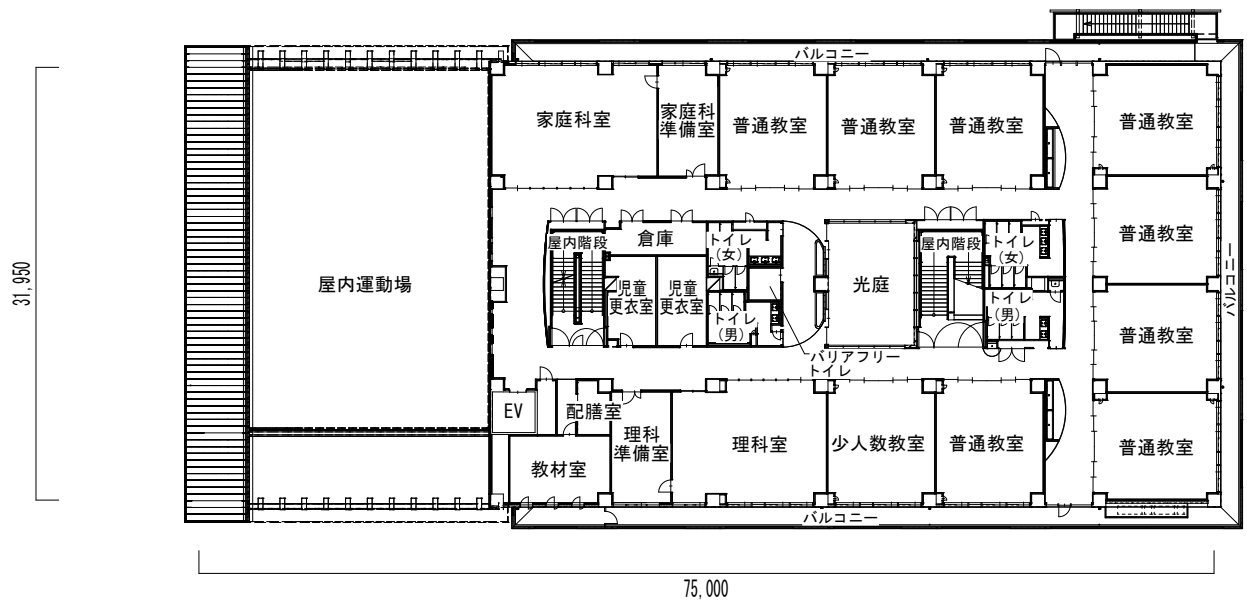 バルコニー
家庭科室
家庭科
準備室
普通教室
普通教室
普通教室
普通教室
普通教室
屋内階段
倉庫
トイレ
(女)
屋内階段
トイレ
(女)
31,950
屋内運動場
児童
更衣室
児童
更衣室
光庭
トイレ
(男)
トイレ
(男)
バルコニー
普通教室
バリアフリー
トイレ
EV
配膳室
理科
準備室
理科室
少人数教室
普通教室
普通教室
教材室
バルコニー
75,000